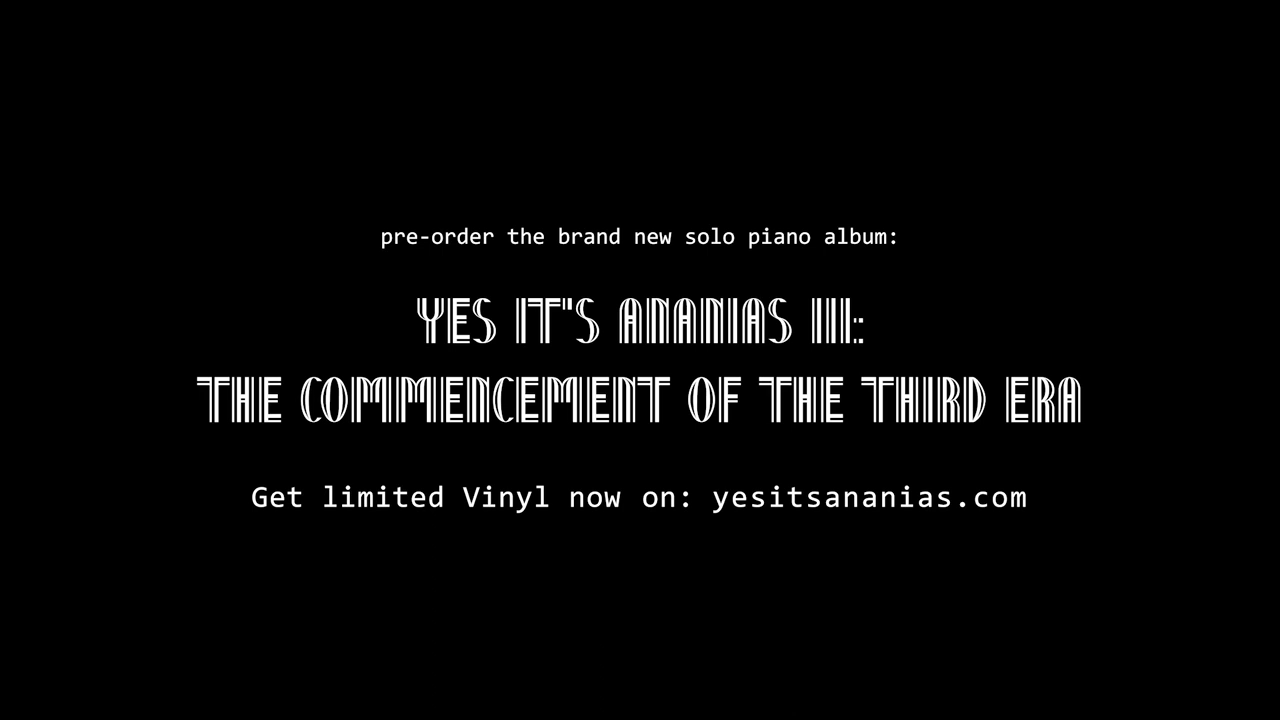 pre-order the brand new solo piano album:
YES IT'S ANANIAS III:
THE COMMENCEMENT OF THE THIRD ERA
Get limited Vinyl now on: yesitsananias.com